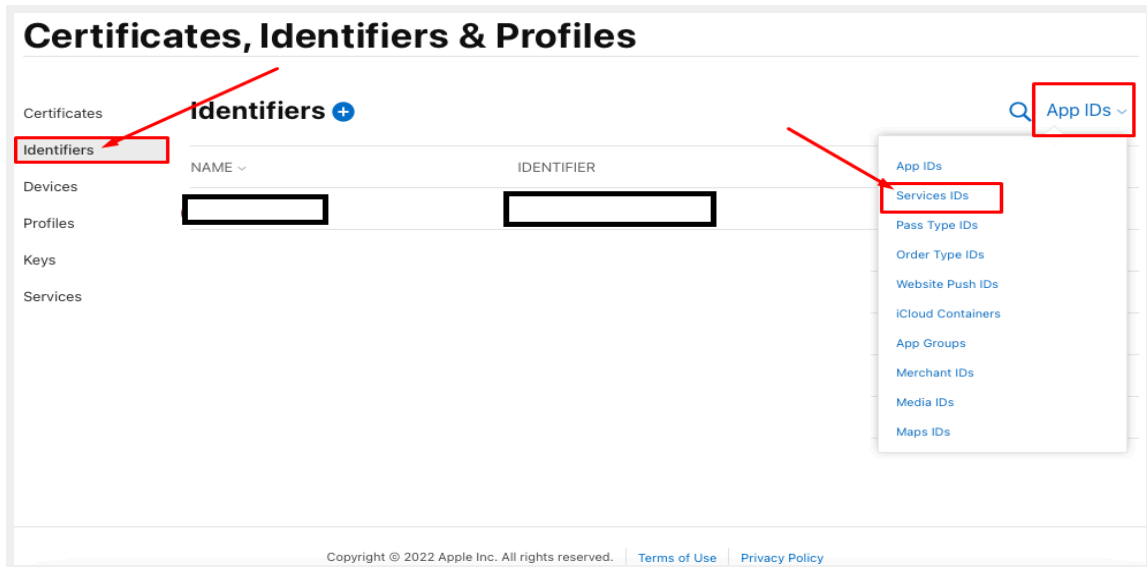 Certificates, Identifiers & Profiles
Certificates
Identifiers
Devices
Profiles
Keys
Services
Identifiers
App IDs
NAME
IDENTIFIER
App IDs
Services IDs
Pass Type IDs
Order Type IDs
Website Push IDs
iCloud Containers
App Groups
Merchant IDs
Media IDs
Maps IDs
Copyright © 2022 Apple Inc. All rights reserved. Terms of Use Privacy Policy